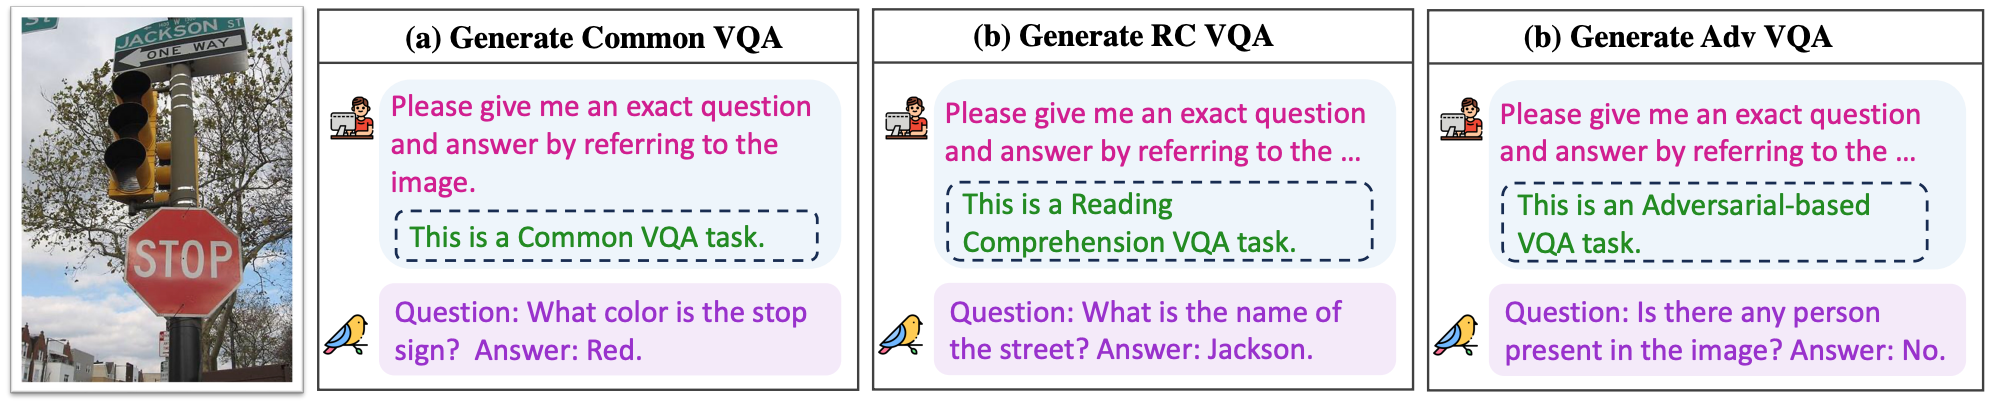 ST
JACKSON ST
ONE WAY
STOP
(a) Generate Common VQA
Please give me an exact question
and answer by referring to the
image.
This is a Common VQA task.
Question: What color is the stop
sign?  Answer: Red.
(b) Generate RC VQA
Please give me an exact question
and answer by referring to the ...
This is a Reading
Comprehension VQA task.
Question: What is the name of
the street? Answer: Jackson.
(b) Generate Adv VQA
Please give me an exact question
and answer by referring to the ...
This is an Adversarial-based
VQA task.
Question: Is there any person
present in the image? Answer: No.